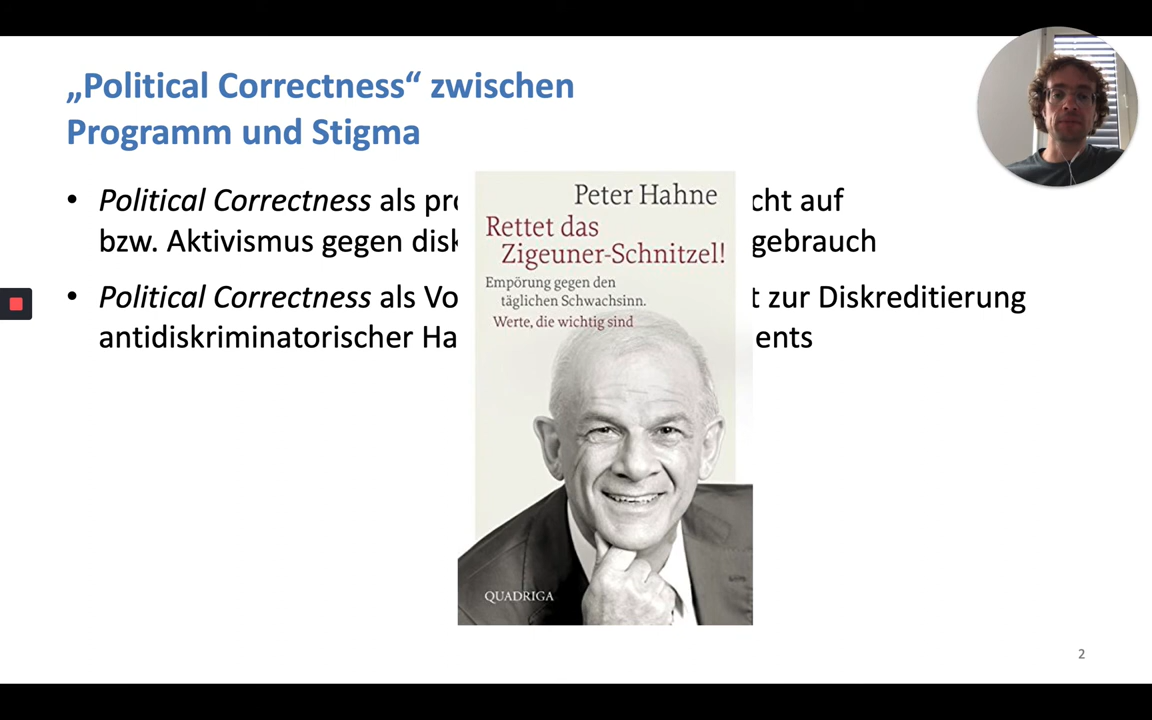 „Political Correctness“ zwischen
Programm und Stigma
• Political Correctness als pro cht auf
bzw. Aktivismus gegen disk gebrauch
• Political Correctness als Vo t zur Diskreditierung
antidiskriminatorischer Ha ents
Peter Hahne
Rettet das
Zigeuner-Schnitzel!
Empörung gegen den
täglichen Schwachsinn.
Werte, die wichtig sind
QUADRIGA
2